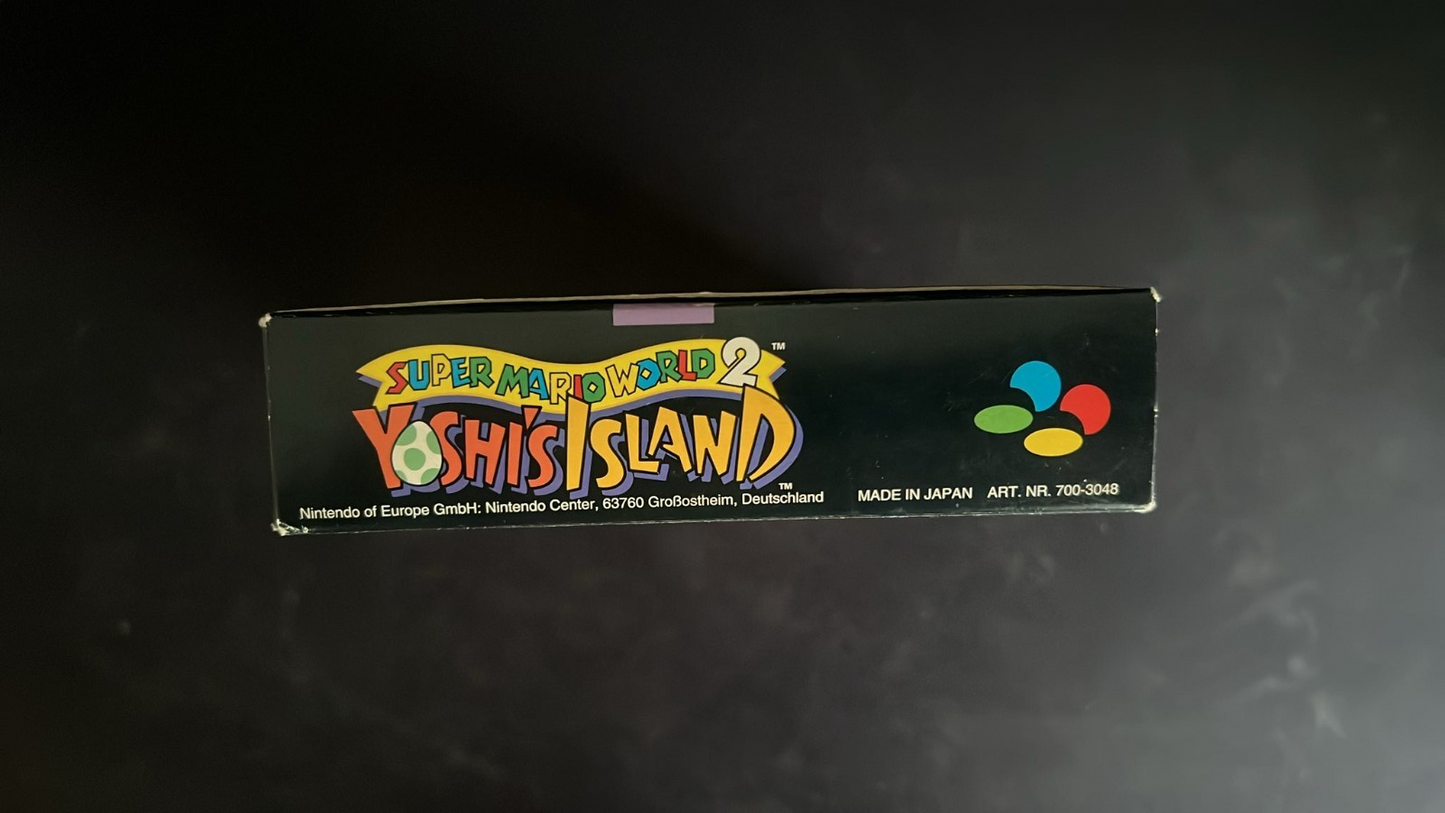 SUPER MARIO WORLD 2 ™
YOSHI'S ISLAND ™
Nintendo of Europe GmbH: Nintendo Center, 63760 Großostheim, Deutschland
MADE IN JAPAN ART. NR. 700-3048